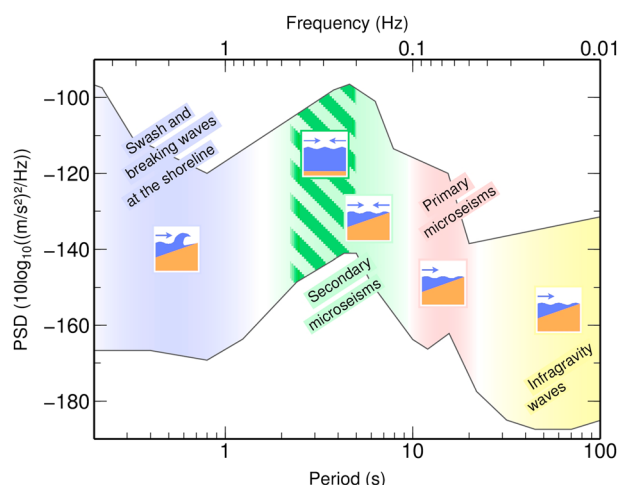 Frequency (Hz)
1 0.1 0.01
−100
−120
−140
−160
−180
PSD (10log₁₀((m/s²)²/Hz))
Swash and
breaking waves
at the shoreline
Secondary
microseisms
Primary
microseisms
Infragravity
waves
1 10 100
Period (s)